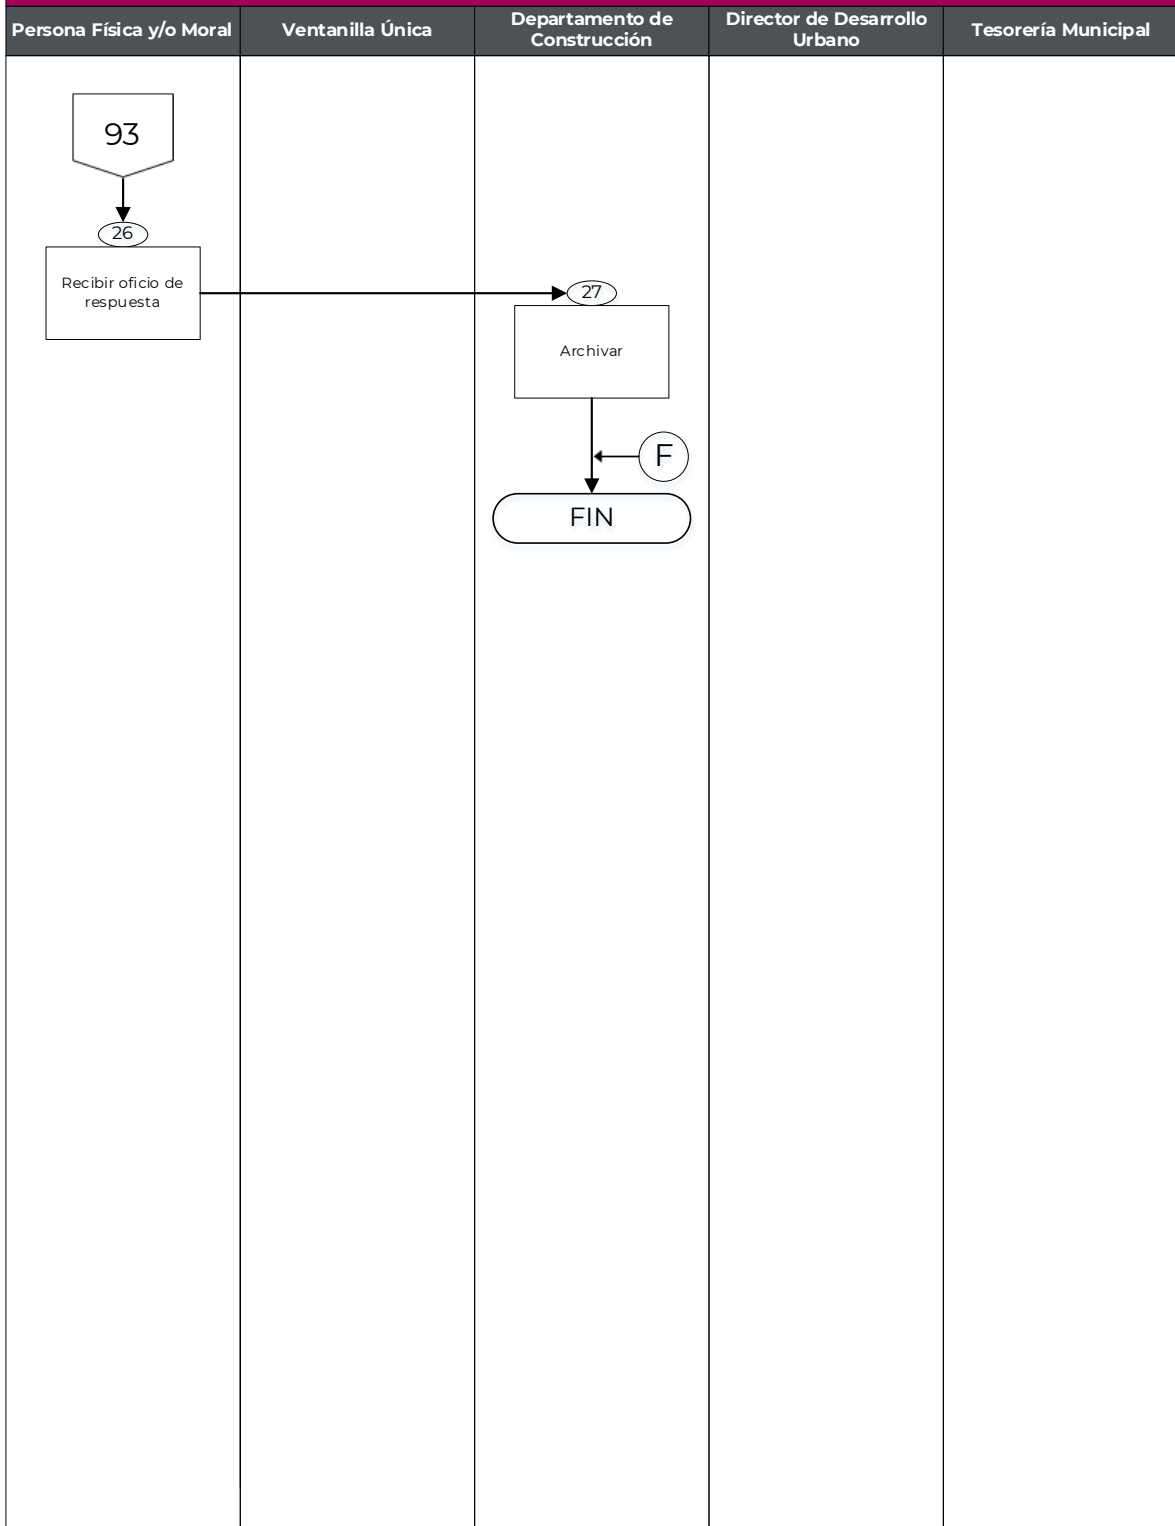 Persona Física y/o Moral
Ventanilla Única
Departamento de
Construcción
Director de Desarrollo
Urbano
Tesorería Municipal
93
26
Recibir oficio de
respuesta
27
Archivar
F
FIN